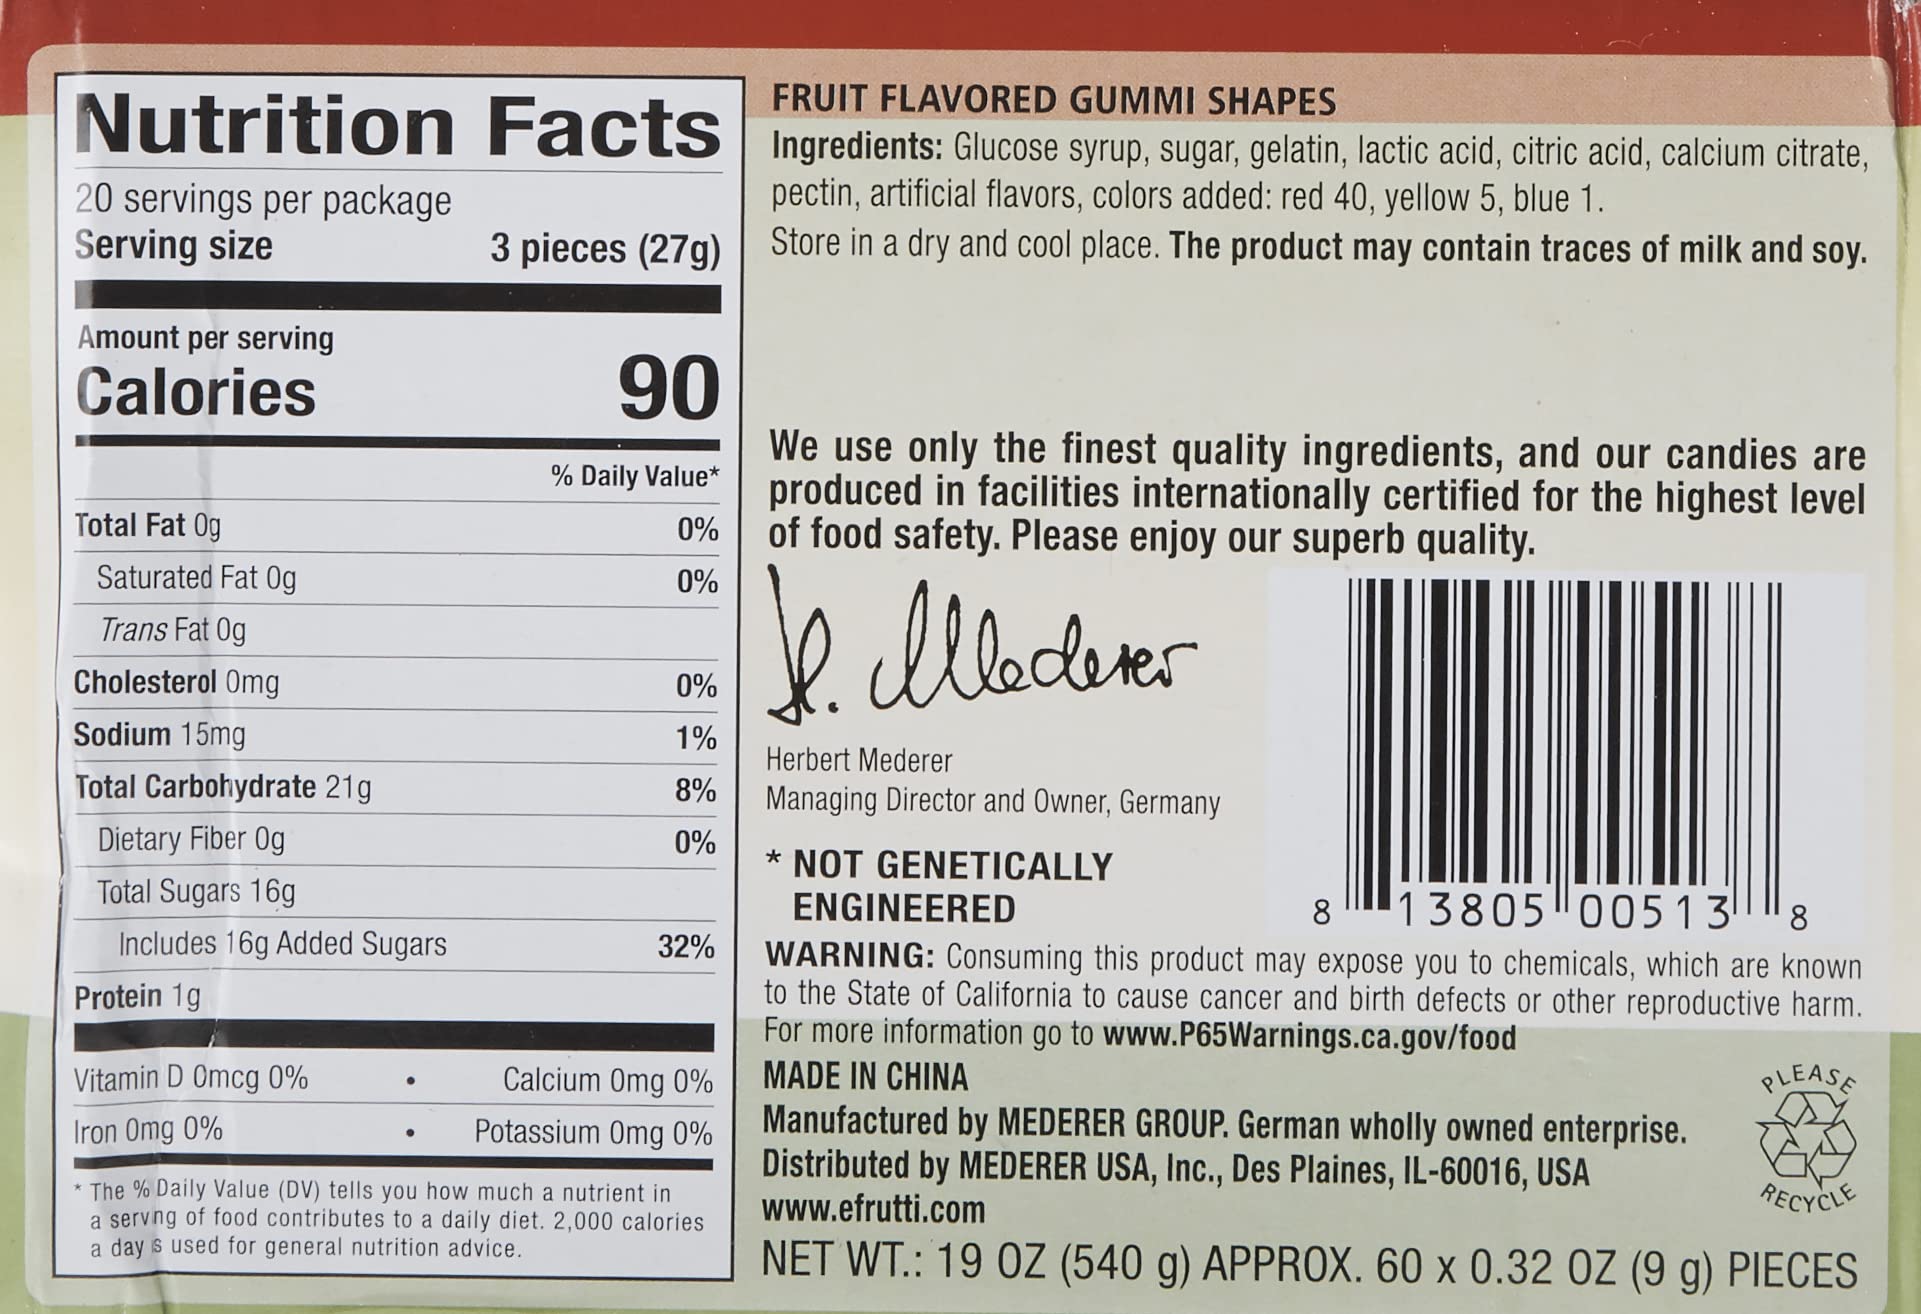 Nutrition Facts
20 servings per package
Serving size 3 pieces (27g)
Amount per serving
Calories 90
% Daily Value*
Total Fat 0g 0%
Saturated Fat 0g 0%
Trans Fat 0g
Cholesterol 0mg 0%
Sodium 15mg 1%
Total Carbohydrate 21g 8%
Dietary Fiber 0g 0%
Total Sugars 16g
Includes 16g Added Sugars 32%
Protein 1g
Vitamin D 0mcg 0% • Calcium 0mg 0%
Iron 0mg 0% • Potassium 0mg 0%
* The % Daily Value (DV) tells you how much a nutrient in
a serving of food contributes to a daily diet. 2,000 calories
a day is used for general nutrition advice.
FRUIT FLAVORED GUMMI SHAPES
Ingredients: Glucose syrup, sugar, gelatin, lactic acid, citric acid, calcium citrate,
pectin, artificial flavors, colors added: red 40, yellow 5, blue 1.
Store in a dry and cool place. The product may contain traces of milk and soy.
We use only the finest quality ingredients, and our candies are
produced in facilities internationally certified for the highest level
of food safety. Please enjoy our superb quality.
H. Mederer
Herbert Mederer
Managing Director and Owner, Germany
* NOT GENETICALLY
ENGINEERED
8 13805 00513 8
WARNING: Consuming this product may expose you to chemicals, which are known
to the State of California to cause cancer and birth defects or other reproductive harm.
For more information go to www.P65Warnings.ca.gov/food
MADE IN CHINA
Manufactured by MEDERER GROUP. German wholly owned enterprise.
Distributed by MEDERER USA, Inc., Des Plaines, IL-60016, USA
www.efrutti.com
PLEASE
RECYCLE
NET WT.: 19 OZ (540 g) APPROX. 60 x 0.32 OZ (9 g) PIECES